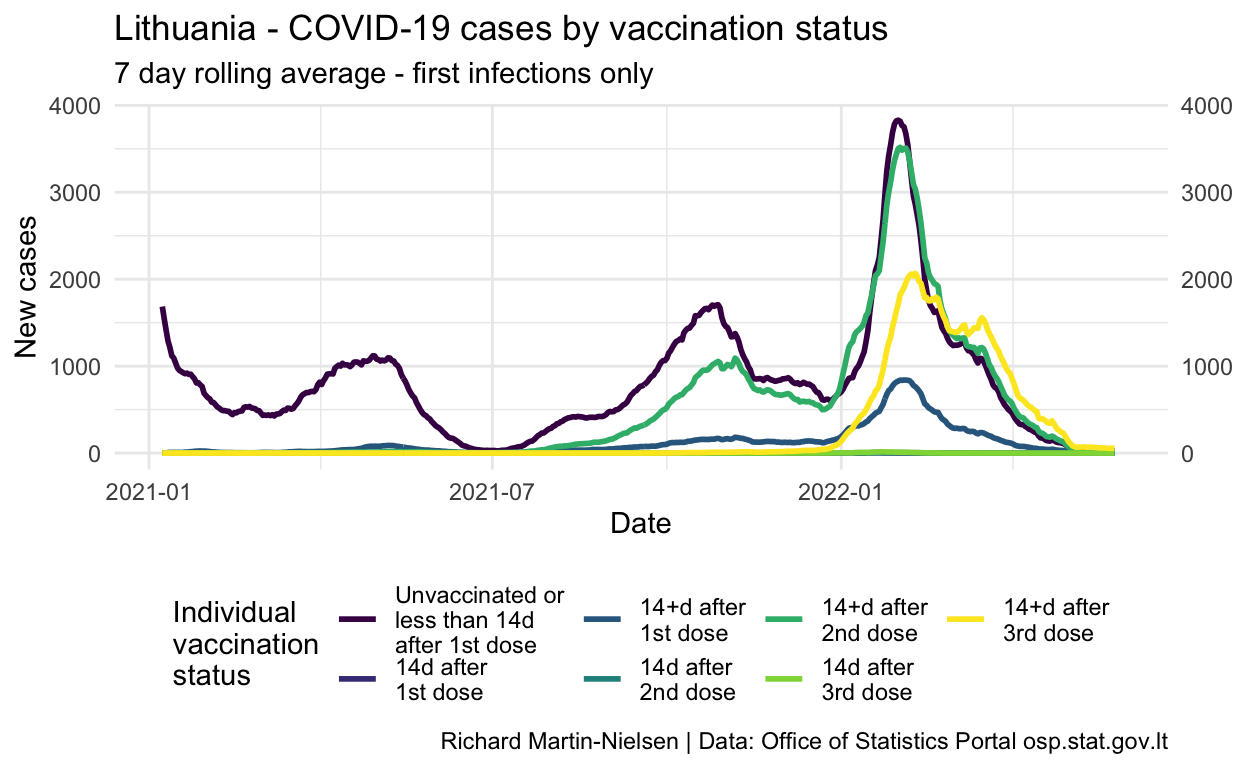 Lithuania - COVID-19 cases by vaccination status
7 day rolling average - first infections only
4000 4000
3000 3000
2000 2000
1000 1000
0 0
New cases
2021-01 2021-07 2022-01
Date
Individual
vaccination
status
Unvaccinated or
less than 14d
after 1st dose
14d after
1st dose
14+d after
1st dose
14d after
2nd dose
14+d after
2nd dose
14d after
3rd dose
14+d after
3rd dose
Richard Martin-Nielsen | Data: Office of Statistics Portal osp.stat.gov.lt